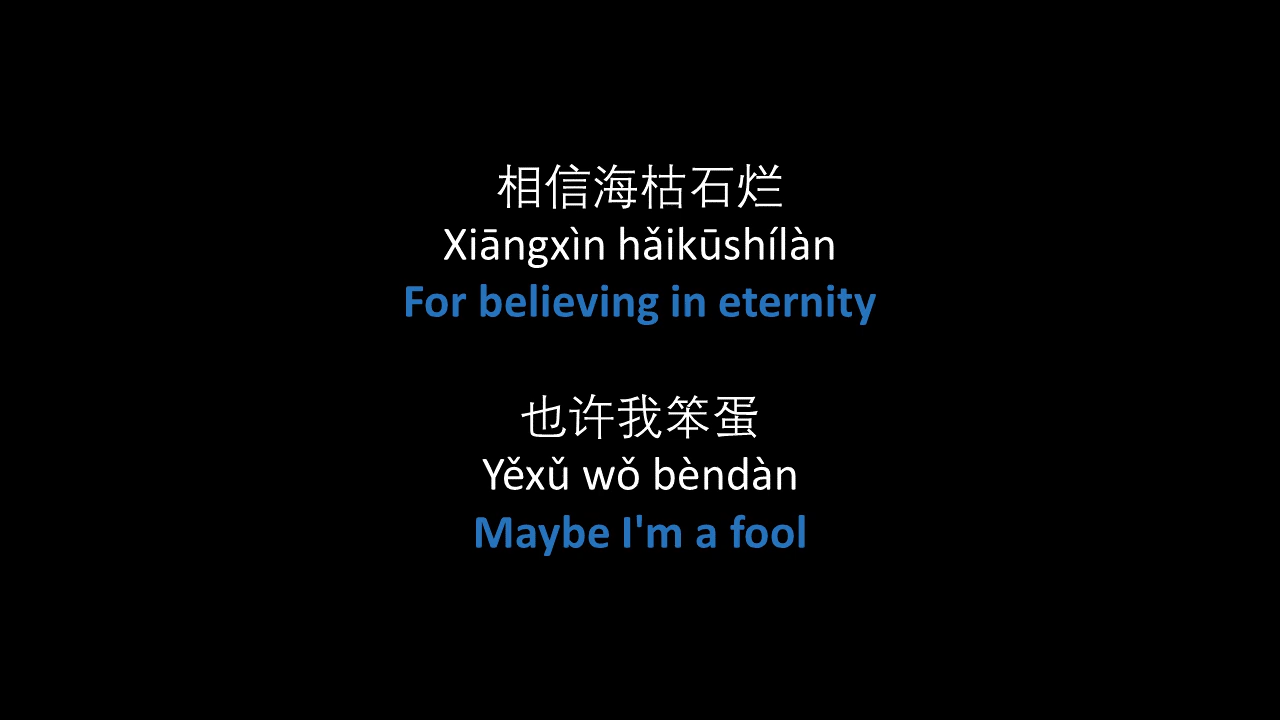 相信海枯石烂
Xiāngxìn hǎikūshílàn
For believing in eternity
也许我笨蛋
Yěxǔ wǒ bèndàn
Maybe I'm a fool